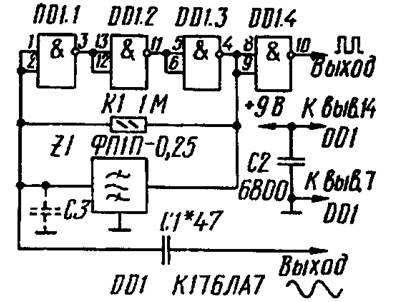 DD1.1 DD1.2 DD1.3 DD1.4
1 & 3 13 & 11 5 & 4 8 & 10
2 12 6 9
Выход
R1 1М
+9 В К выв.14
DD1
Z1 ФП1П-0,25
C2
6800
К выв.7
DD1
C3
C1*47
Выход
DD1 К176ЛА7